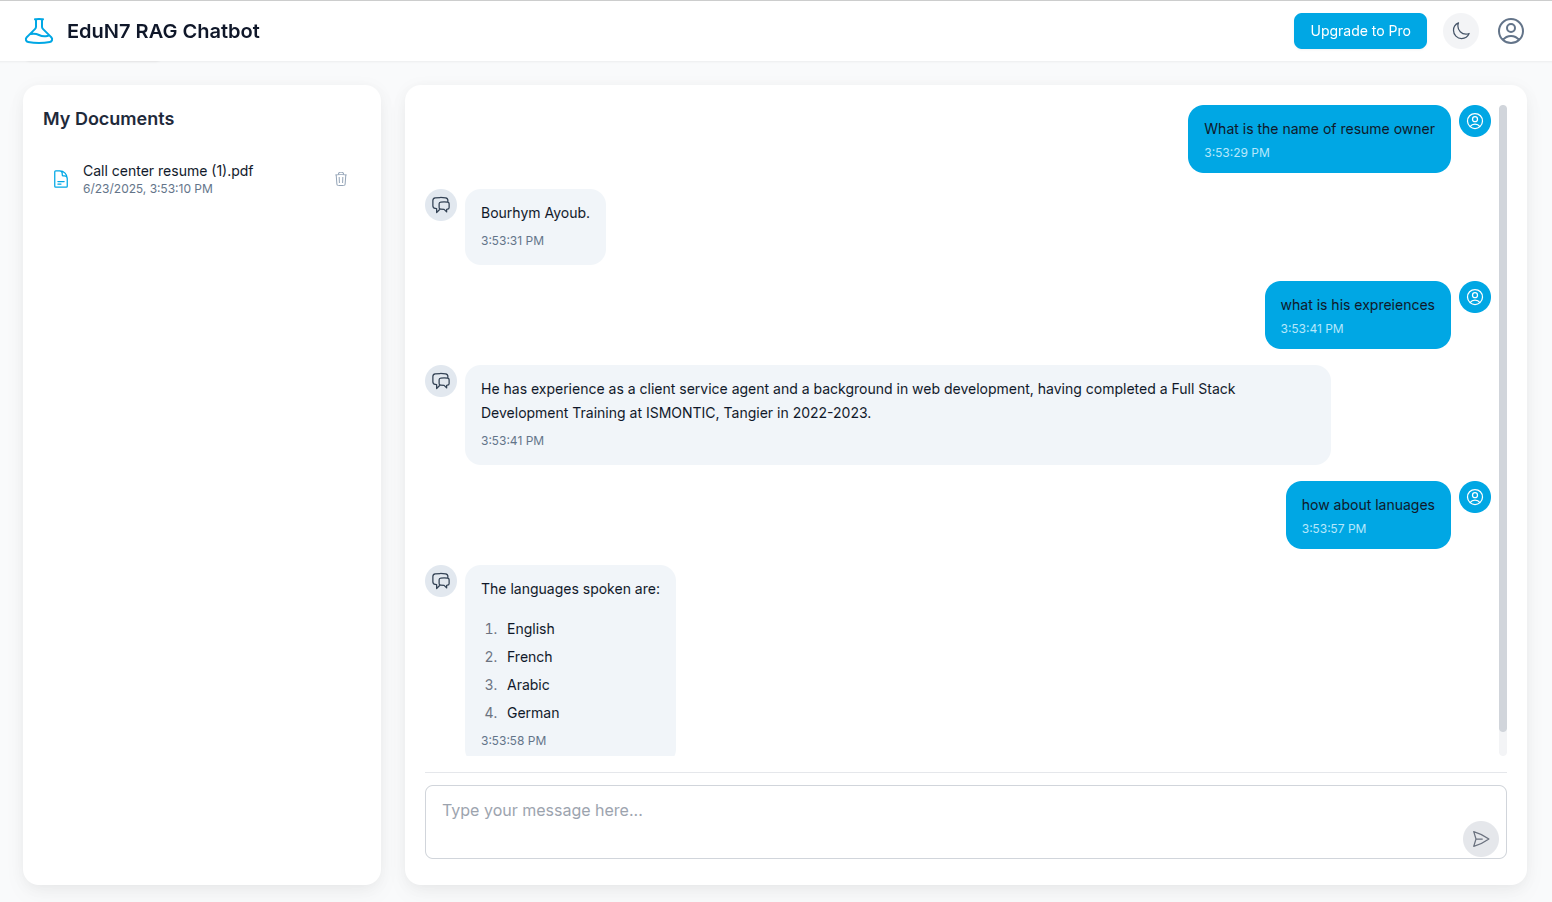 EduN7 RAG Chatbot
Upgrade to Pro
My Documents
Call center resume (1).pdf
6/23/2025, 3:53:10 PM
What is the name of resume owner
3:53:29 PM
Bourhym Ayoub.
3:53:31 PM
what is his expreiences
3:53:41 PM
He has experience as a client service agent and a background in web development, having completed a Full Stack
Development Training at ISMONTIC, Tangier in 2022-2023.
3:53:41 PM
how about lanuages
3:53:57 PM
The languages spoken are:
1. English
2. French
3. Arabic
4. German
3:53:58 PM
Type your message here...